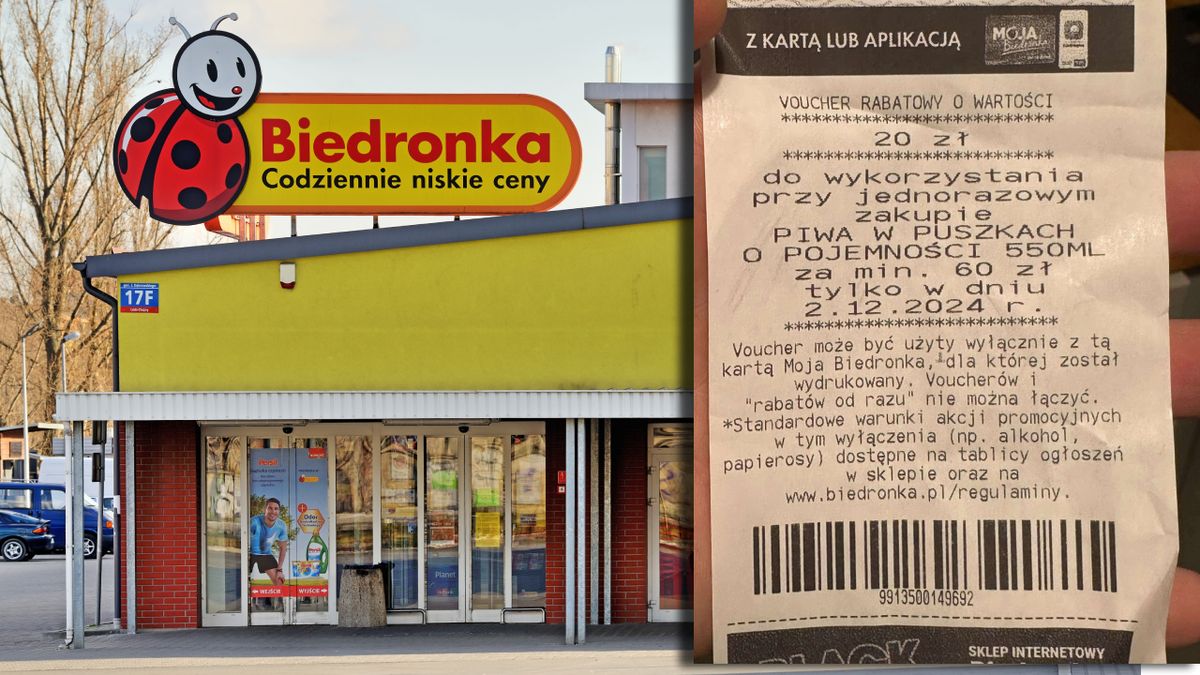 Biedronka
Codziennie niskie ceny
17F
Persil
WEJŚCIE
WYJŚCIE
Planet
Z KARTĄ LUB APLIKACJĄ
MOJA
Biedronka
VOUCHER RABATOWY O WARTOŚCI
****************************
20 zł
****************************
do wykorzystania
przy jednorazowym
zakupie
PIWA W PUSZKACH
O POJEMNOŚCI 550ML
za min. 60 zł
tylko w dniu
2.12.2024 r.
****************************
Voucher może być użyty wyłącznie z tą
kartą Moja Biedronka, dla której został
wydrukowany. Voucherów i
"rabatów od razu" nie można łączyć.
*Standardowe warunki akcji promocyjnych
w tym wyłączenia (np. alkohol,
papierosy) dostępne na tablicy ogłoszeń
w sklepie oraz na
www.biedronka.pl/regulaminy.
9913500149692
BLACK
SKLEP INTERNETOWY